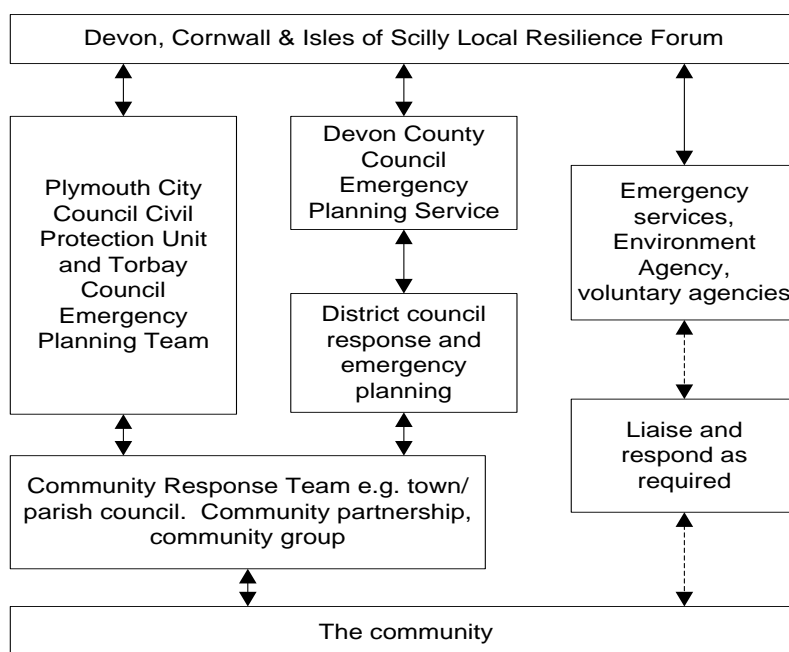 Devon, Cornwall & Isles of Scilly Local Resilience Forum
Plymouth City
Council Civil
Protection Unit
and Torbay
Council
Emergency
Planning Team
Devon County
Council
Emergency
Planning Service
District council
response and
emergency
planning
Emergency
services,
Environment
Agency,
voluntary agencies
Liaise and
respond as
required
Community Response Team e.g. town/
parish council.  Community partnership,
community group
The community